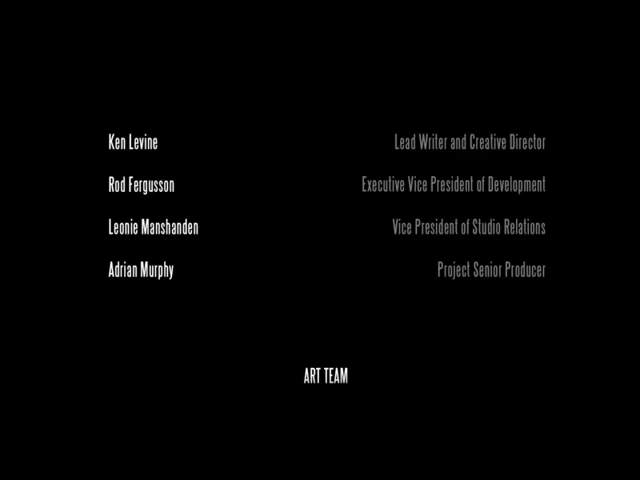 Ken Levine Lead Writer and Creative Director
Rod Fergusson Executive Vice President of Development
Leonie Manshanden Vice President of Studio Relations
Adrian Murphy Project Senior Producer
ART TEAM